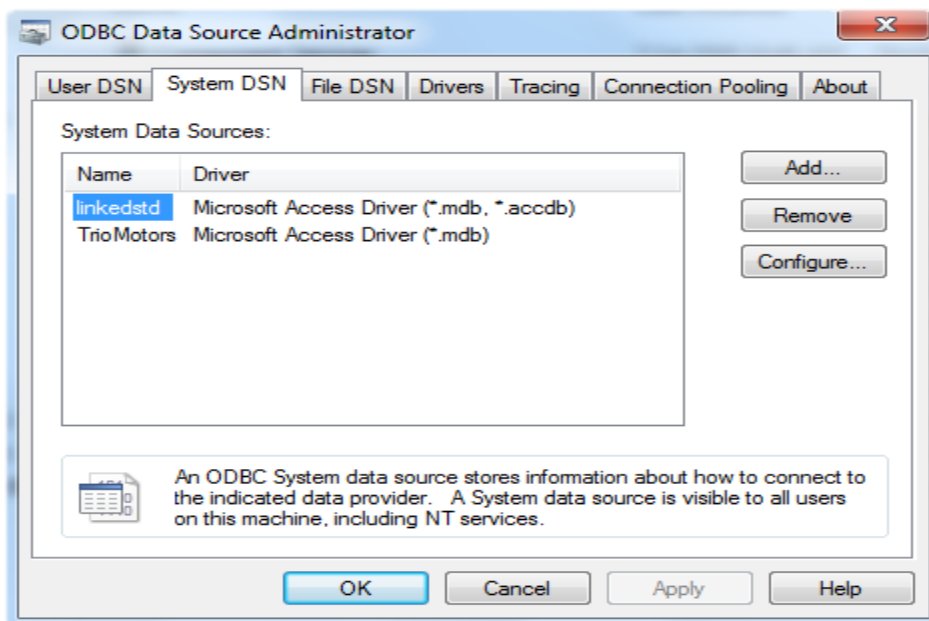 ODBC Data Source Administrator
User DSN System DSN File DSN Drivers Tracing Connection Pooling About
System Data Sources:
Name Driver
linkedstd Microsoft Access Driver (*.mdb, *.accdb)
TrioMotors Microsoft Access Driver (*.mdb)
Add...
Remove
Configure...
An ODBC System data source stores information about how to connect to
the indicated data provider. A System data source is visible to all users
on this machine, including NT services.
OK Cancel Apply Help